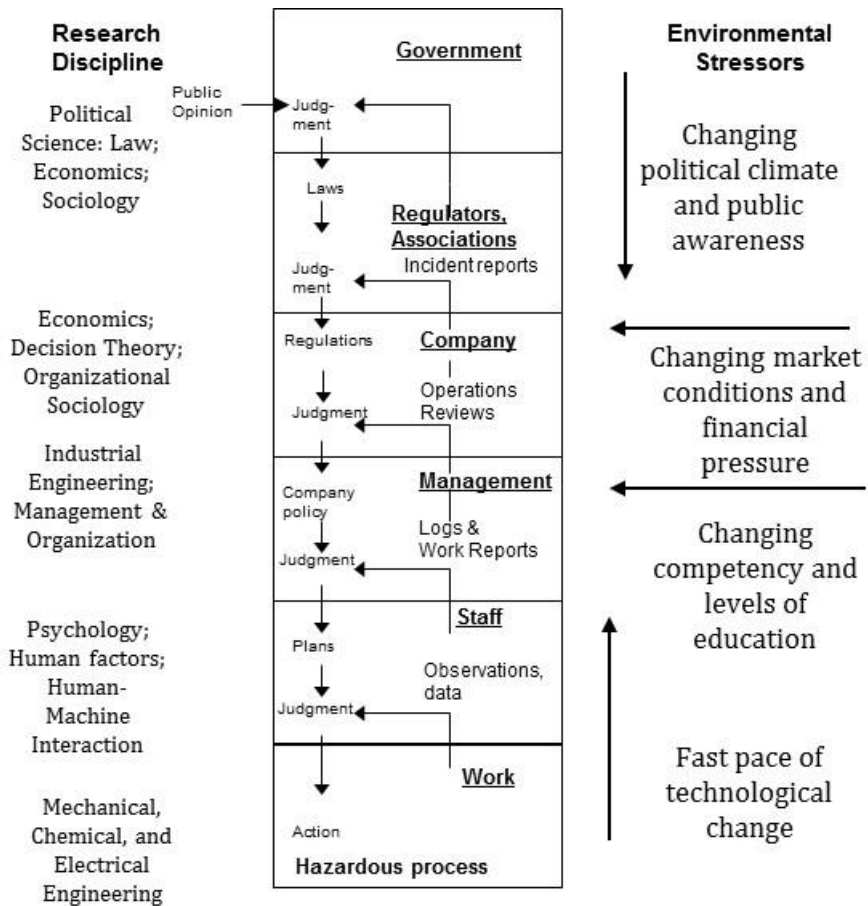 Research
Discipline
Political
Science: Law;
Economics;
Sociology
Economics;
Decision Theory;
Organizational
Sociology
Industrial
Engineering;
Management &
Organization
Psychology;
Human factors;
Human-
Machine
Interaction
Mechanical,
Chemical, and
Electrical
Engineering
Public
Opinion
Government
Judg-
ment
Laws
Regulators,
Associations
Incident reports
Judg-
ment
Regulations
Company
Operations
Reviews
Judgment
Management
Company
policy
Logs &
Work Reports
Judgment
Staff
Plans
Observations,
data
Judgment
Work
Action
Hazardous process
Environmental
Stressors
Changing
political climate
and public
awareness
Changing market
conditions and
financial
pressure
Changing
competency and
levels of
education
Fast pace of
technological
change